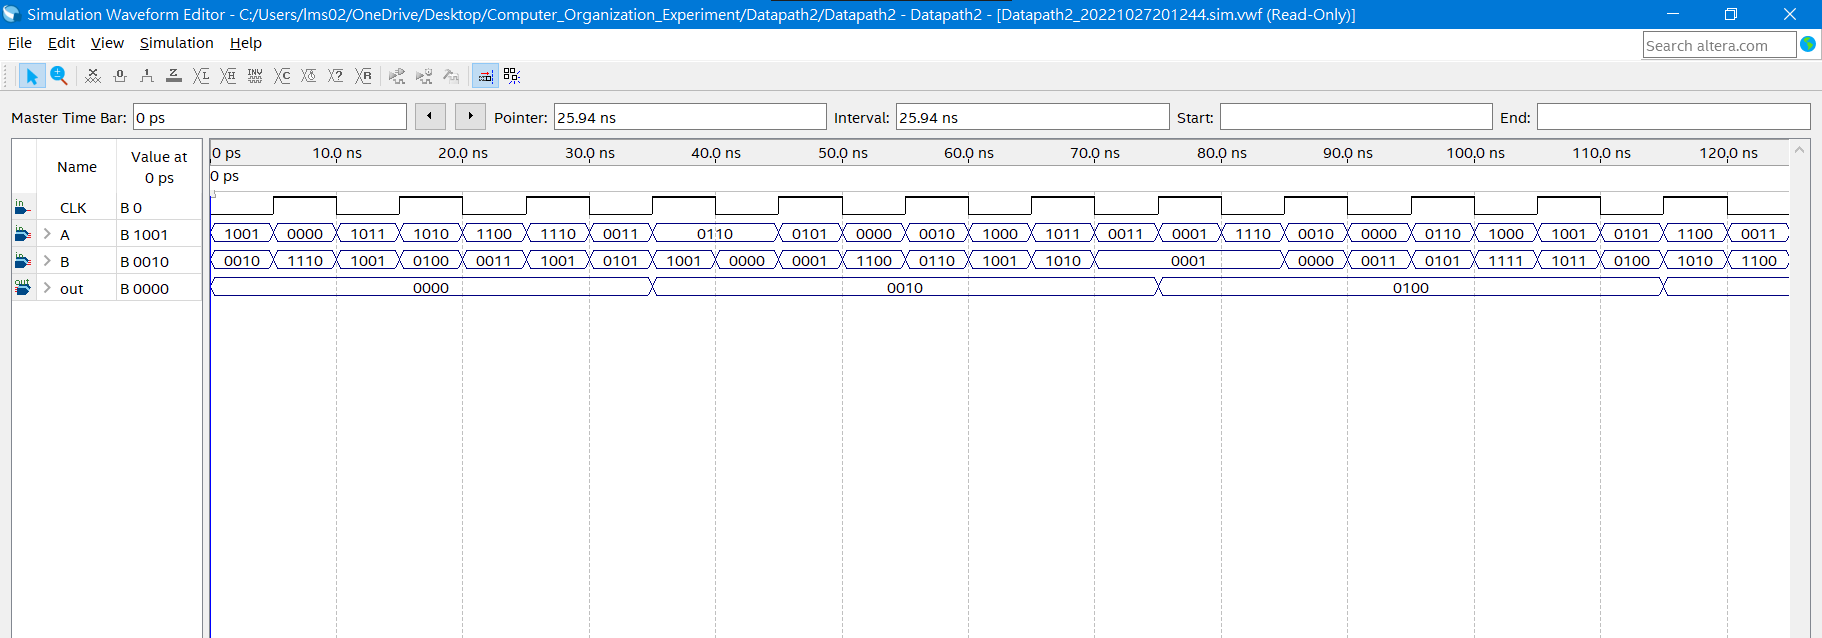 Simulation Waveform Editor - C:/Users/lms02/OneDrive/Desktop/Computer_Organization_Experiment/Datapath2/Datapath2 - Datapath2 - [Datapath2_20221027201244.sim.vwf (Read-Only)]
File Edit View Simulation Help
Search altera.com
Master Time Bar: 0 ps Pointer: 25.94 ns Interval: 25.94 ns Start: End:
Name Value at 0 ps
0 ps 10.0 ns 20.0 ns 30.0 ns 40.0 ns 50.0 ns 60.0 ns 70.0 ns 80.0 ns 90.0 ns 100.0 ns 110.0 ns 120.0 ns
0 ps
in CLK B 0
in A B 1001 1001 0000 1011 1010 1100 1110 0011 0110 0101 0000 0010 1000 1011 0011 0001 1110 0010 0000 0110 1000 1001 0101 1100 0011
in B B 0010 0010 1110 1001 0100 0011 1001 0101 1001 0000 0001 1100 0110 1001 1010 0001 0000 0011 0101 1111 1011 0100 1010 1100
out out B 0000 0000 0010 0100